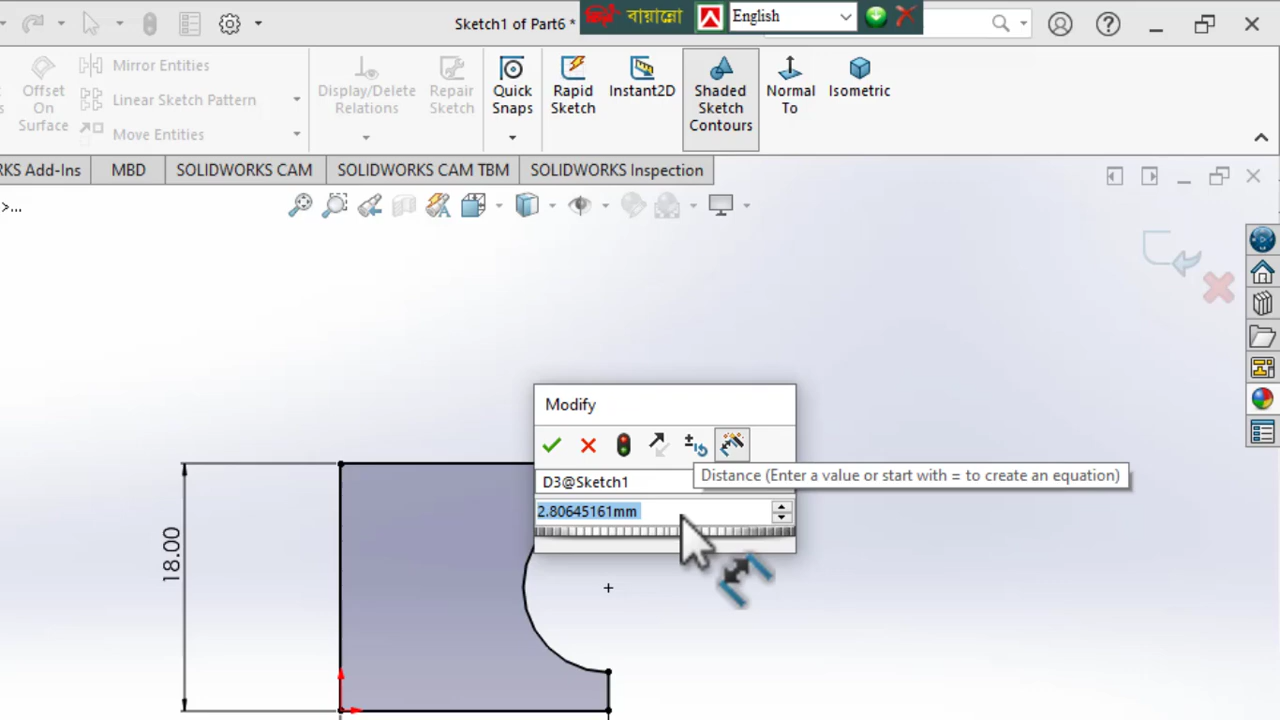 Sketch1 of Part6 *
বায়ান্নো
English
Mirror Entities
Offset On Surface
Linear Sketch Pattern
Move Entities
Display/Delete Relations
Repair Sketch
Quick Snaps
Rapid Sketch
Instant2D
Shaded Sketch Contours
Normal To
Isometric
RKS Add-Ins
MBD
SOLIDWORKS CAM
SOLIDWORKS CAM TBM
SOLIDWORKS Inspection
>...
Modify
Distance (Enter a value or start with = to create an equation)
D3@Sketch1
2.80645161mm
18.00